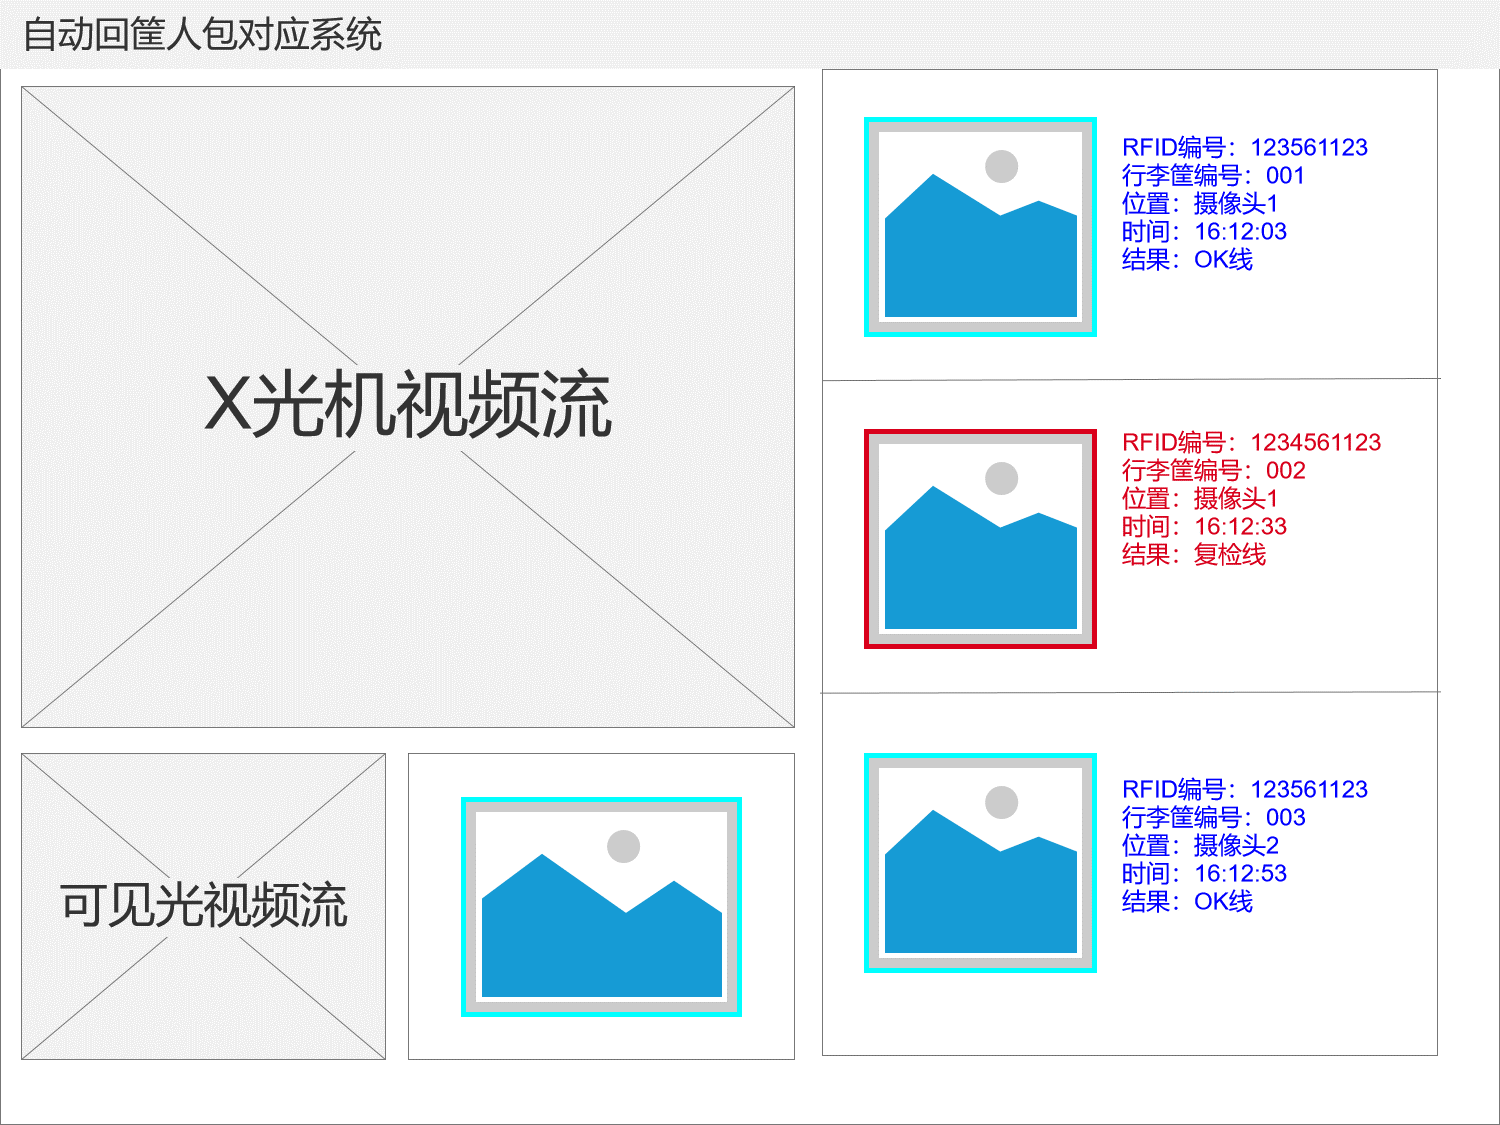 自动回筐人包对应系统
X光机视频流
可见光视频流
RFID编号：123561123
行李筐编号：001
位置：摄像头1
时间：16:12:03
结果：OK线
RFID编号：1234561123
行李筐编号：002
位置：摄像头1
时间：16:12:33
结果：复检线
RFID编号：123561123
行李筐编号：003
位置：摄像头2
时间：16:12:53
结果：OK线